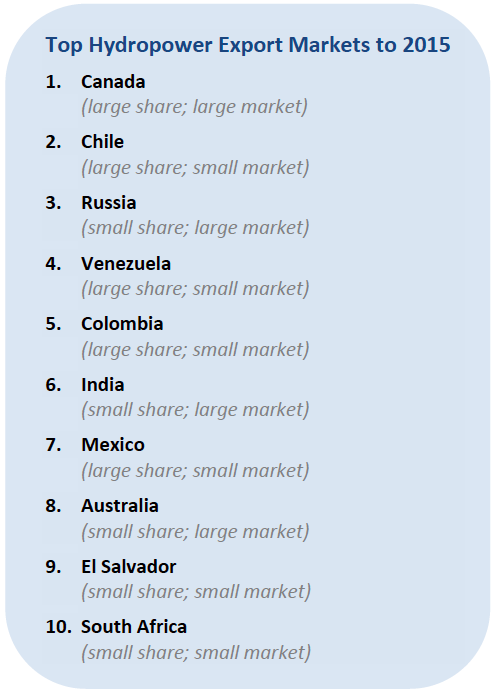 Top Hydropower Export Markets to 2015
1. Canada
(large share; large market)
2. Chile
(large share; small market)
3. Russia
(small share; large market)
4. Venezuela
(large share; small market)
5. Colombia
(large share; small market)
6. India
(small share; large market)
7. Mexico
(large share; small market)
8. Australia
(small share; large market)
9. El Salvador
(small share; small market)
10. South Africa
(small share; small market)